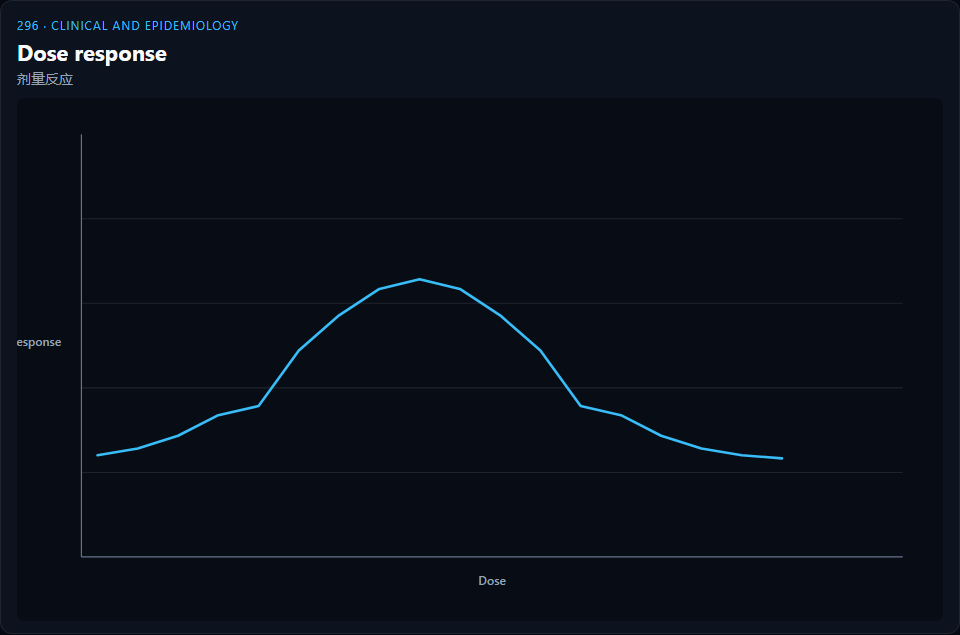 296 · CLINICAL AND EPIDEMIOLOGY
Dose response
剂量反应
esponse
Dose